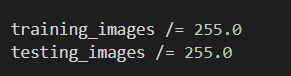 training_images /= 255.0
testing_images /= 255.0